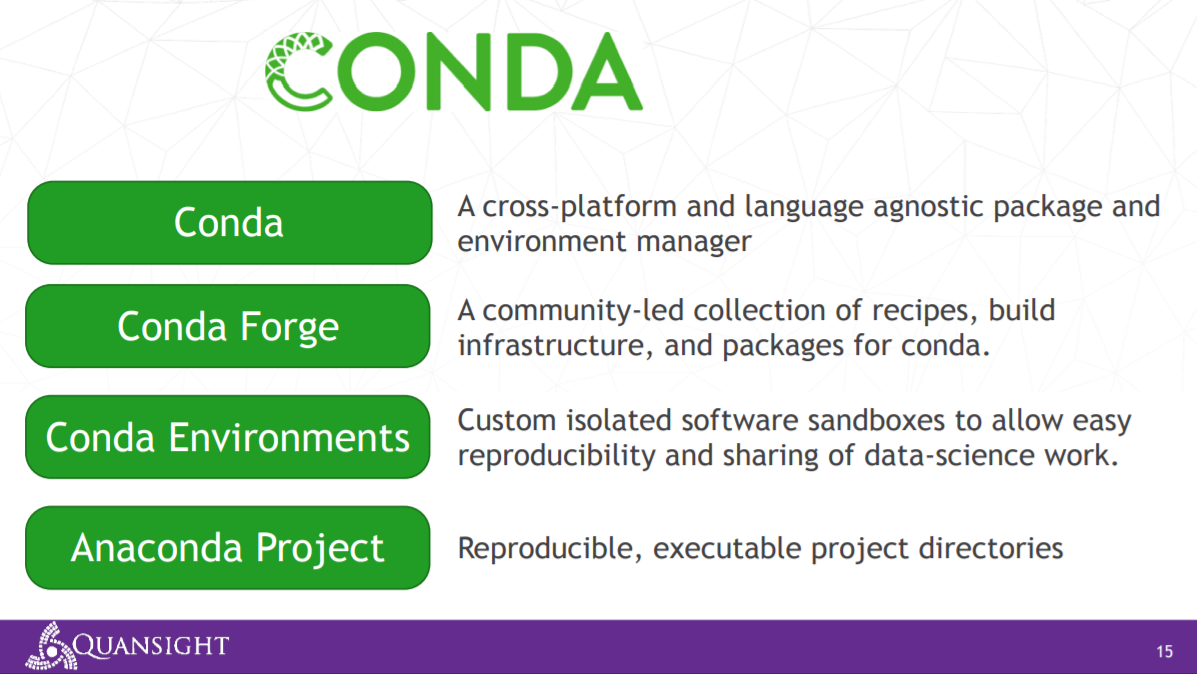 CONDA
Conda
A cross-platform and language agnostic package and
environment manager
Conda Forge
A community-led collection of recipes, build
infrastructure, and packages for conda.
Conda Environments
Custom isolated software sandboxes to allow easy
reproducibility and sharing of data-science work.
Anaconda Project
Reproducible, executable project directories
QUANSIGHT
15